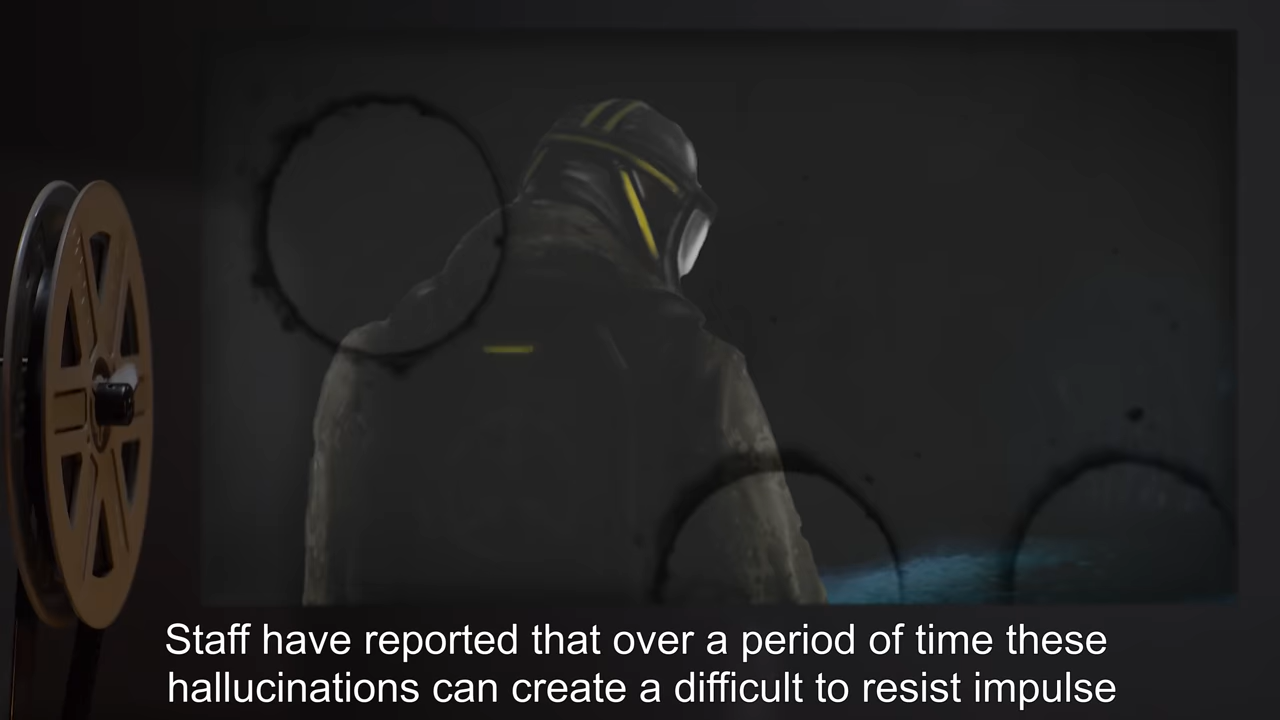 Staff have reported that over a period of time these
hallucinations can create a difficult to resist impulse